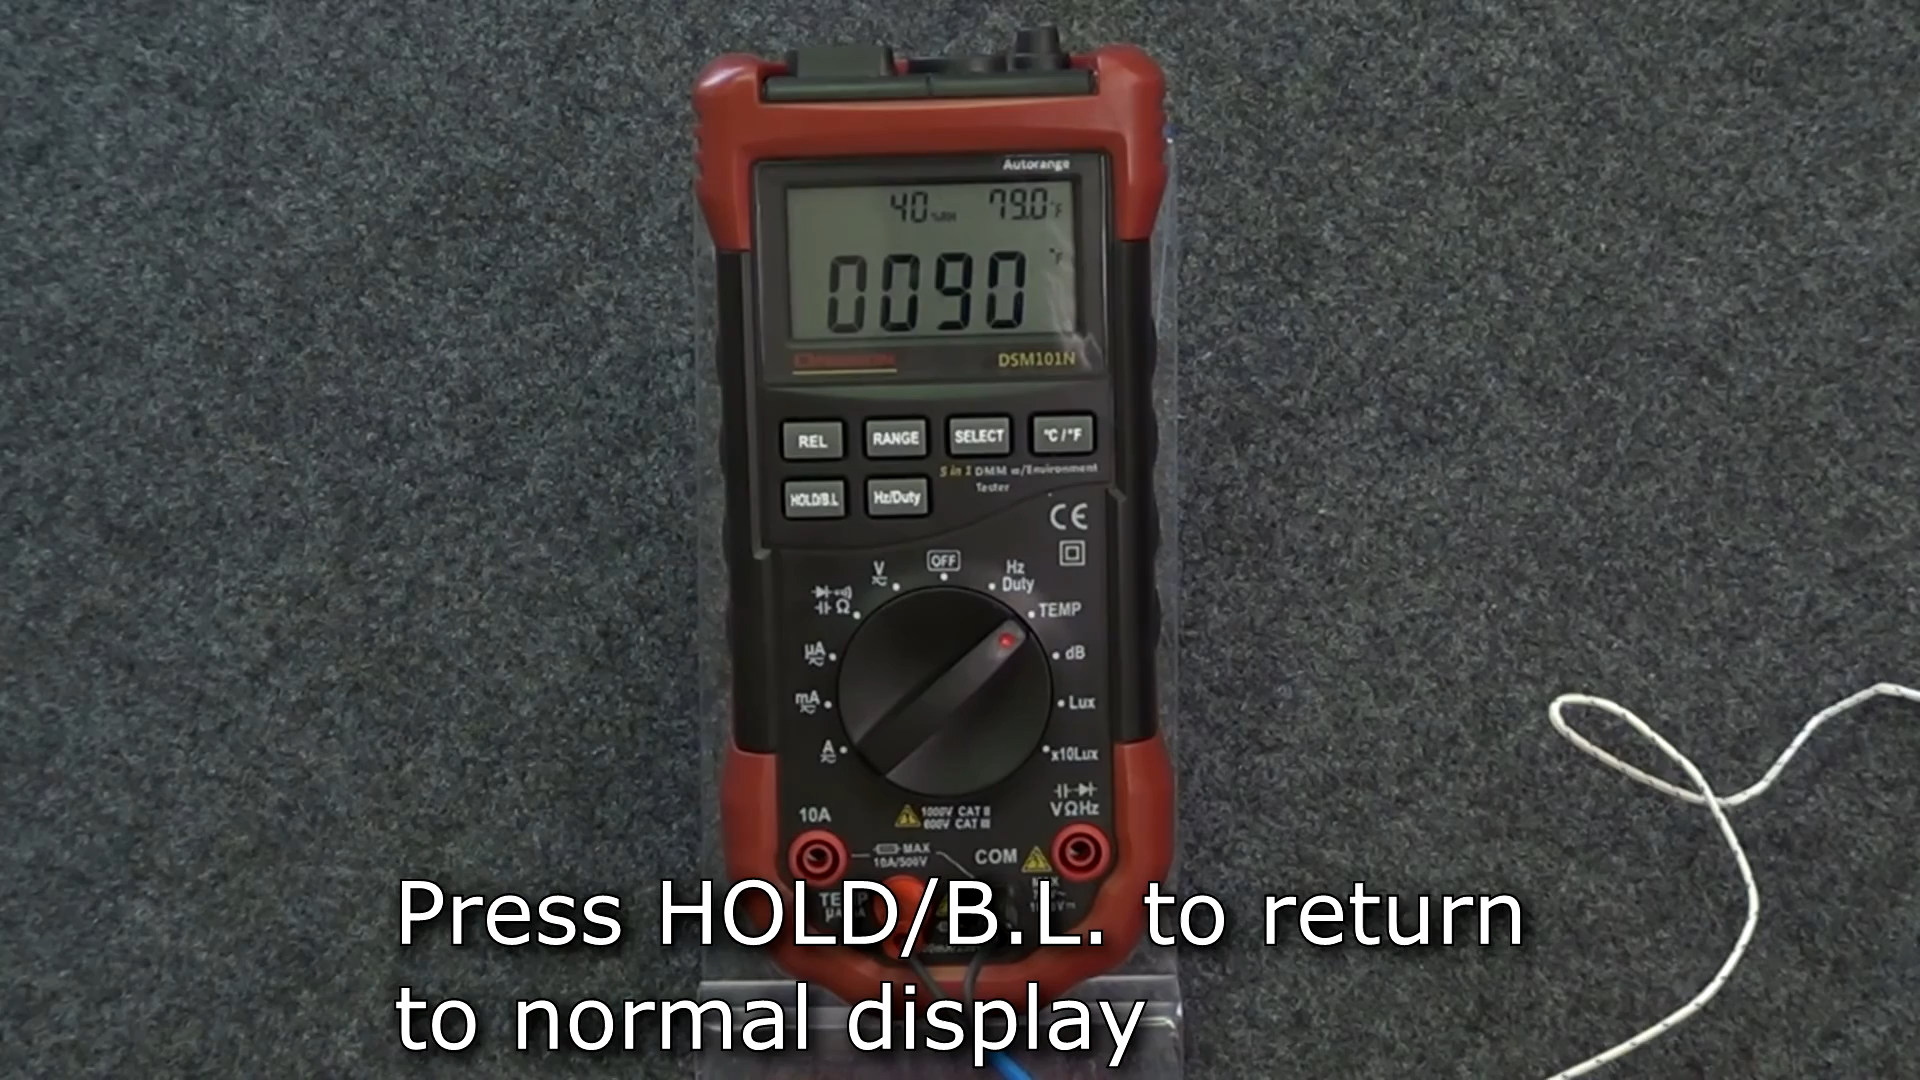 Autorange
40 %RH 79.0 °F
0090 °F
DSM101N
REL RANGE SELECT °C/°F
5 in 1 DMM w/Environment
Tester
HOLD/B.L Hz/Duty
CE
OFF
V
Hz
Duty
Ω
TEMP
µA
dB
mA
Lux
A
x10Lux
10A
1000V CAT II
600V CAT III
VΩHz
MAX
10A/500V
COM
TEMP
MAX
Press HOLD/B.L. to return
to normal display